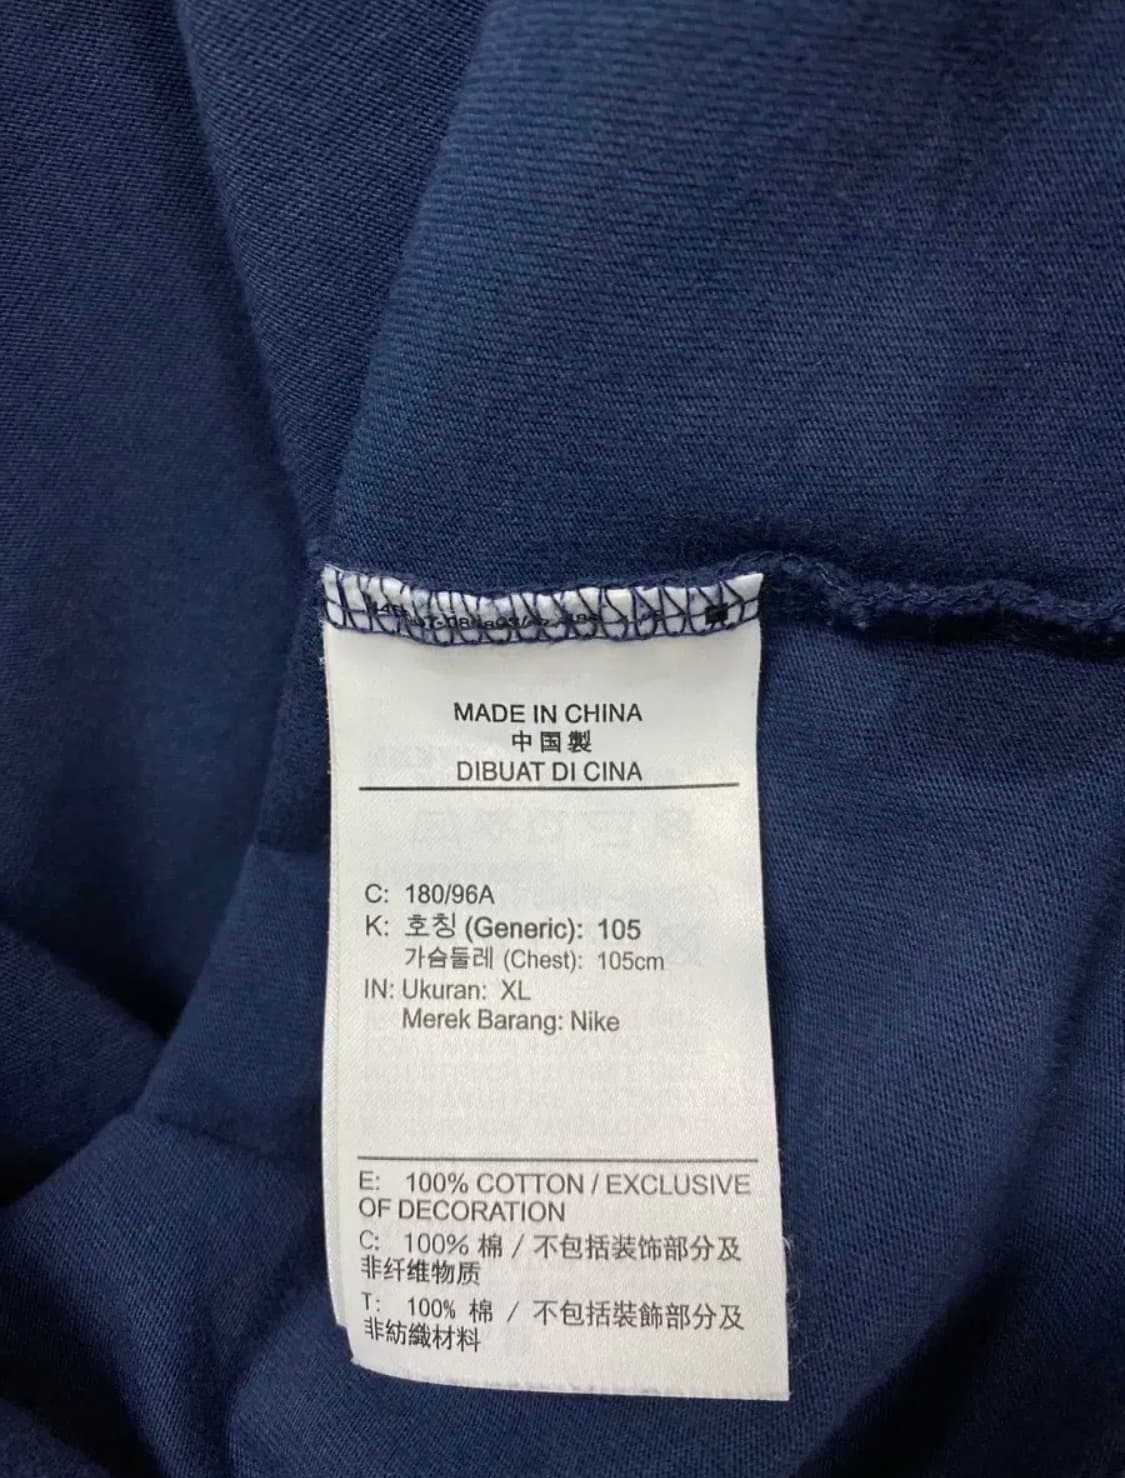 MADE IN CHINA
中国製
DIBUAT DI CINA
C: 180/96A
K: 호칭 (Generic): 105
가슴둘레 (Chest): 105cm
IN: Ukuran: XL
Merek Barang: Nike
E: 100% COTTON / EXCLUSIVE
OF DECORATION
C: 100% 棉 / 不包括装饰部分及
非纤维物质
T: 100% 棉 / 不包括裝飾部分及
非紡織材料